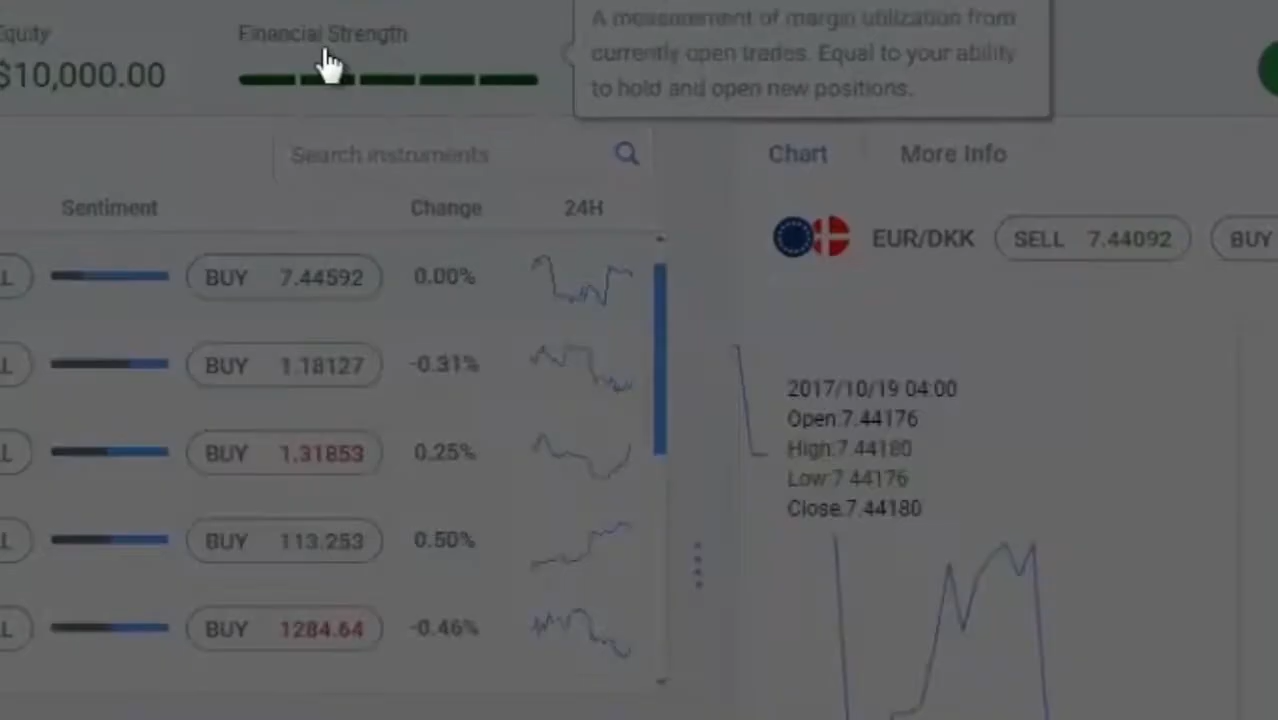 Equity
$10,000.00
Financial Strength
A measurement of margin utilization from
currently open trades. Equal to your ability
to hold and open new positions.
Search instruments
Sentiment
Change
24H
L
BUY 7.44592
0.00%
L
BUY 1.18127
-0.31%
L
BUY 1.31853
0.25%
L
BUY 113.253
0.50%
L
BUY 1284.64
-0.46%
Chart
More Info
EUR/DKK
SELL 7.44092
BUY
2017/10/19 04:00
Open:7.44176
High:7.44180
Low:7.44176
Close:7.44180